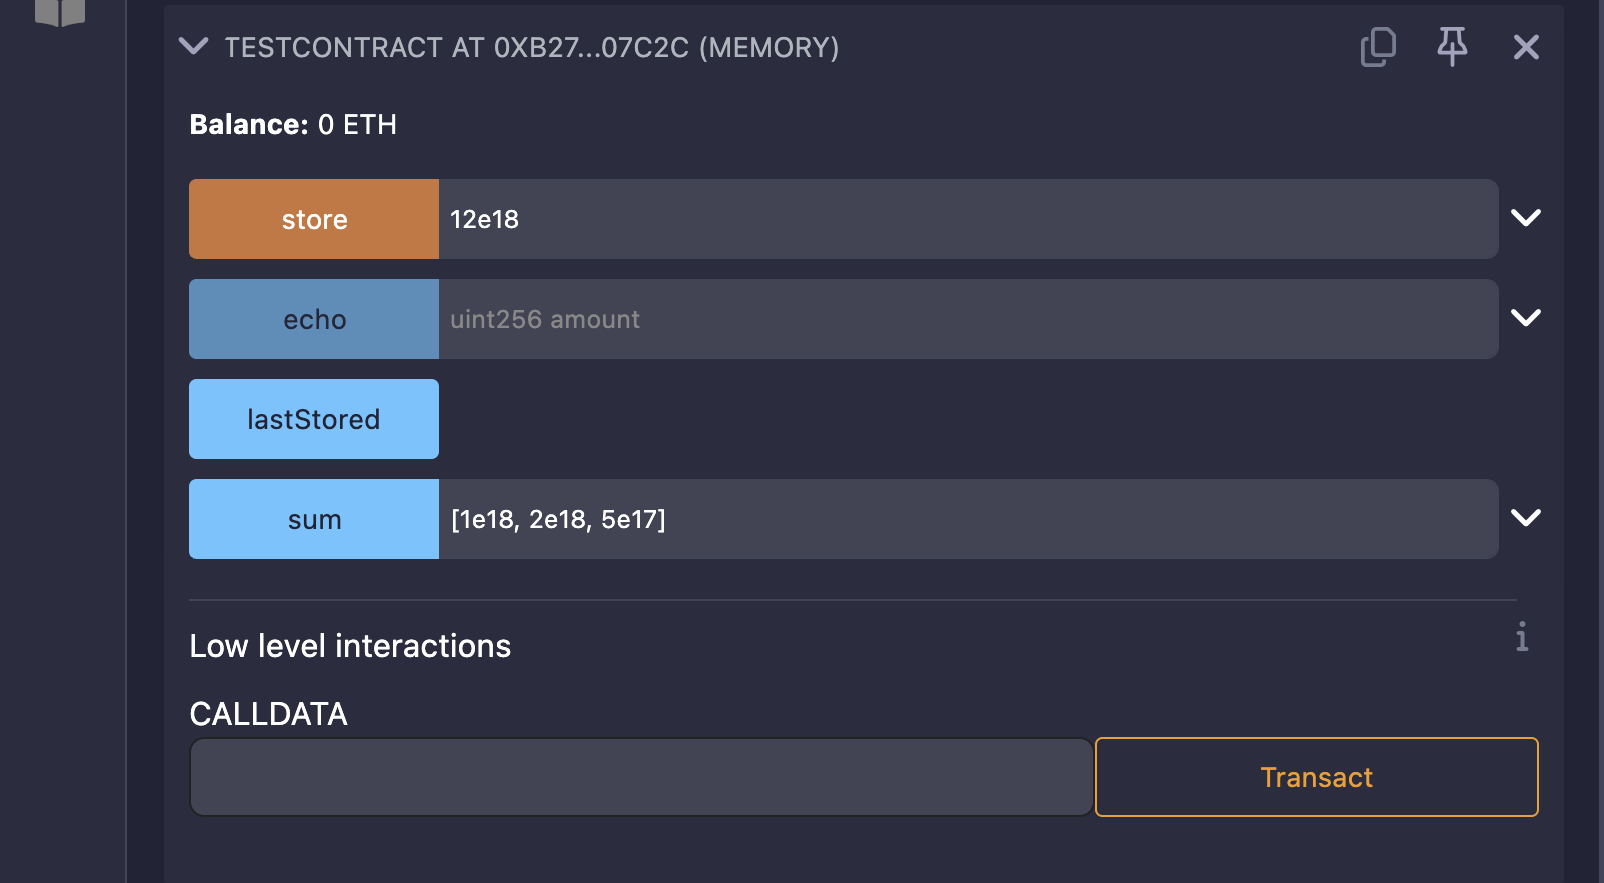 TESTCONTRACT AT 0XB27...07C2C (MEMORY)
Balance: 0 ETH
store 12e18
echo uint256 amount
lastStored
sum [1e18, 2e18, 5e17]
Low level interactions
CALLDATA
Transact